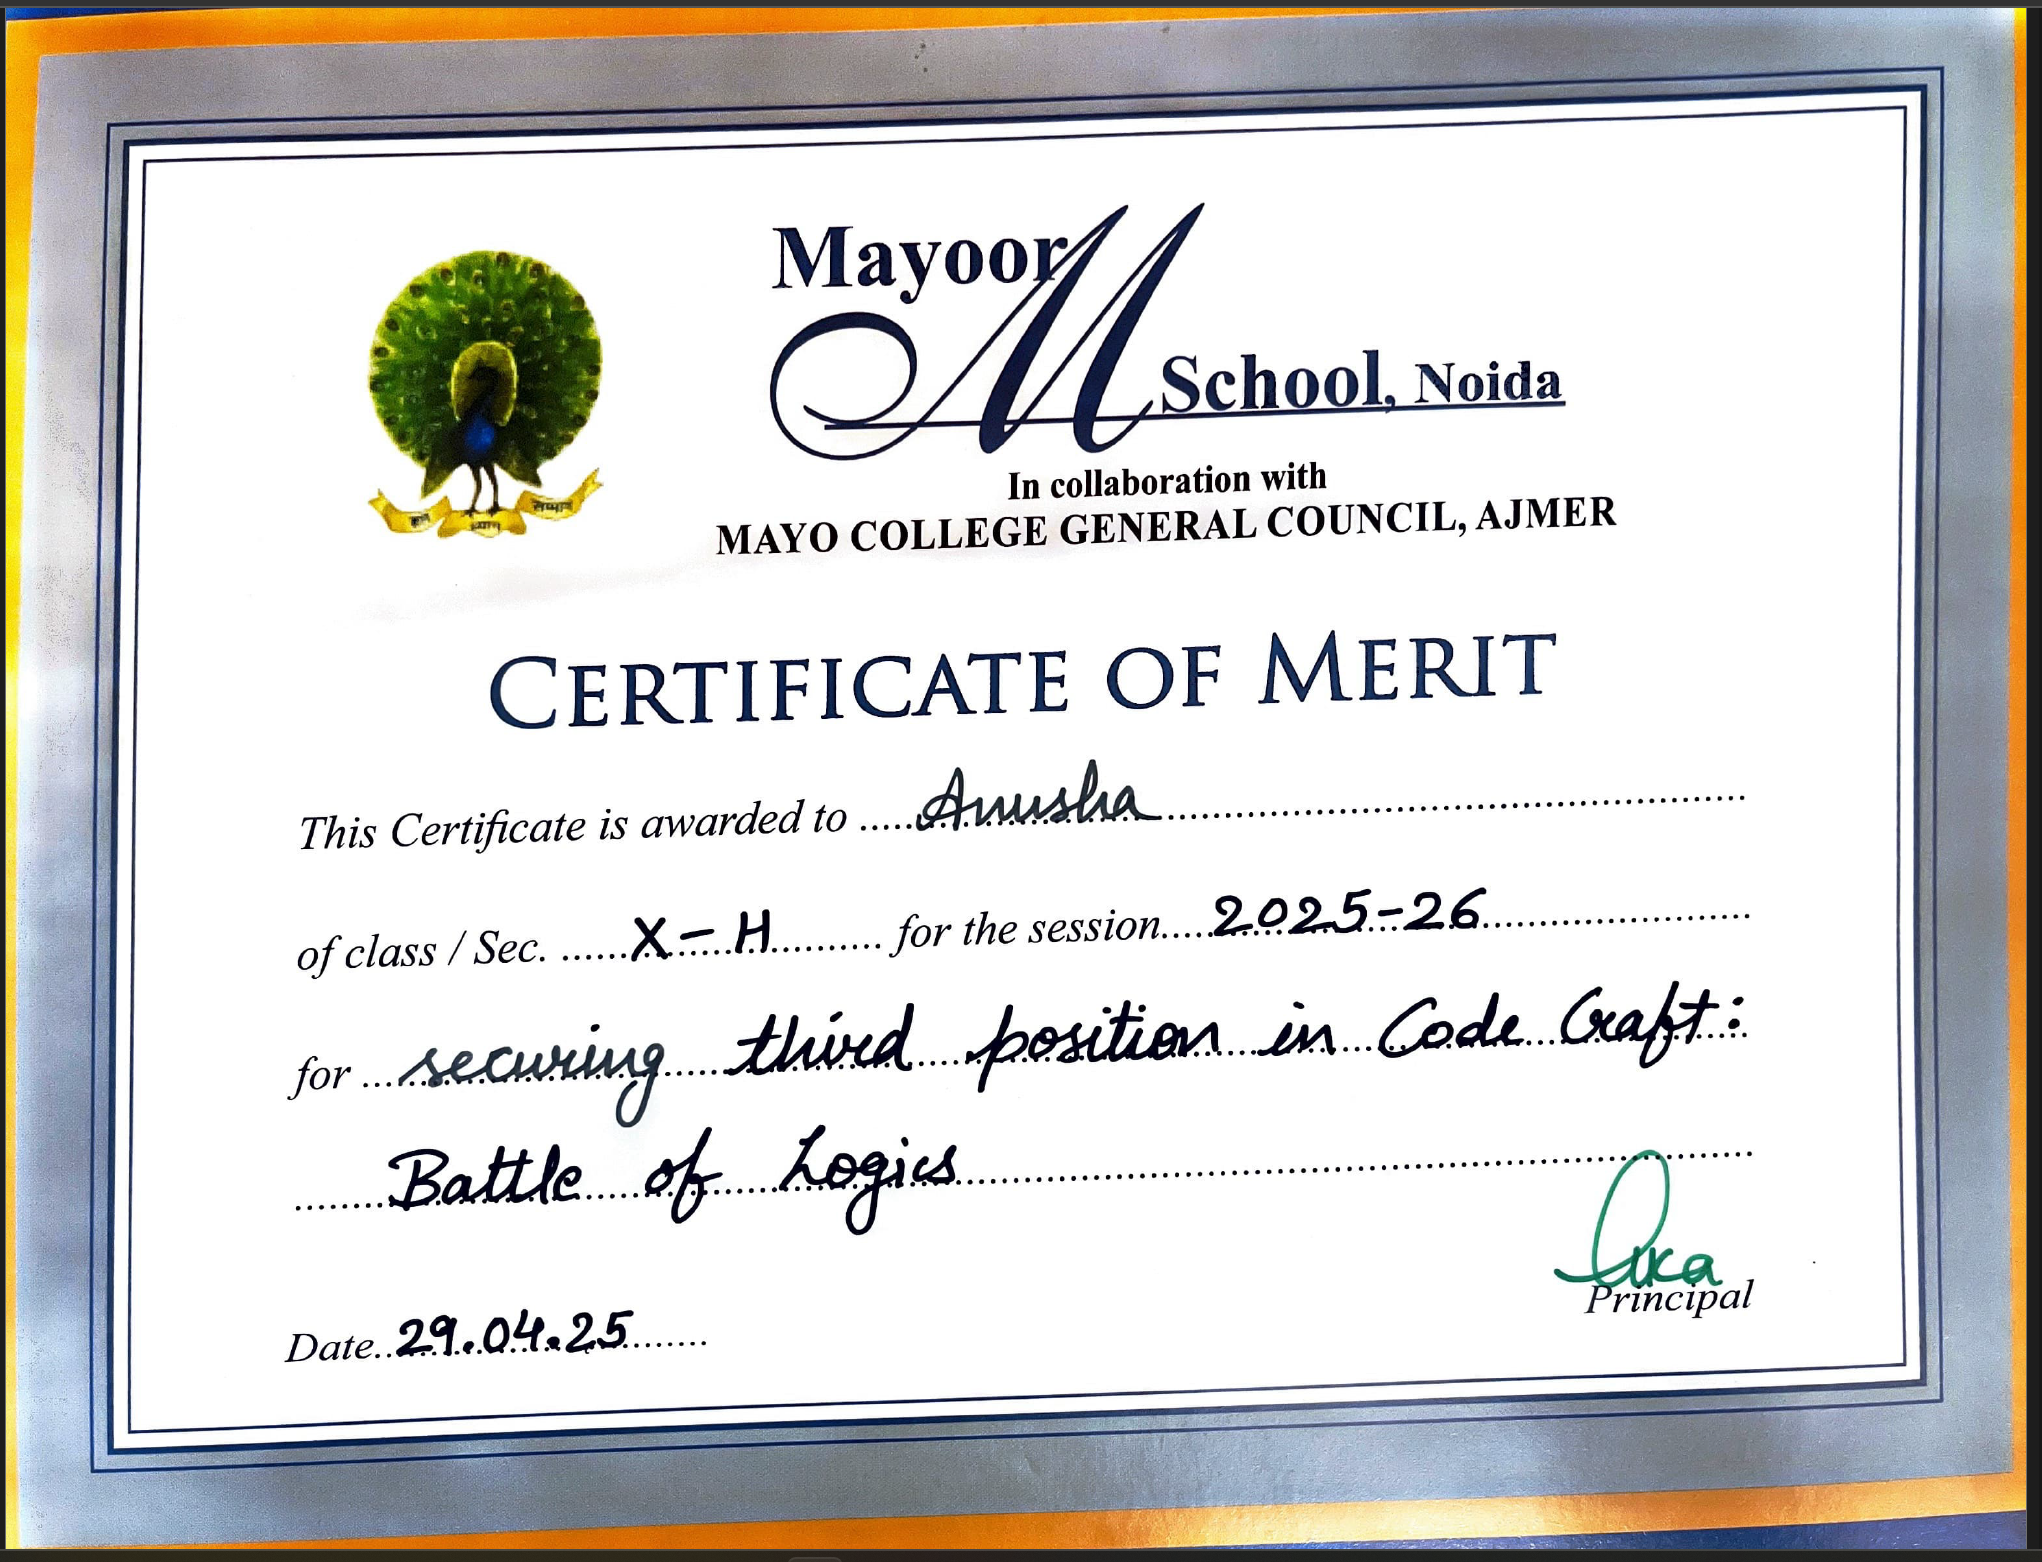 Mayoor
M
School, Noida
In collaboration with
MAYO COLLEGE GENERAL COUNCIL, AJMER
CERTIFICATE OF MERIT
This Certificate is awarded to Anusha
of class / Sec. X-H for the session 2025-26
for securing third position in Code Craft:
Battle of Logics
Principal
Date 29.04.25